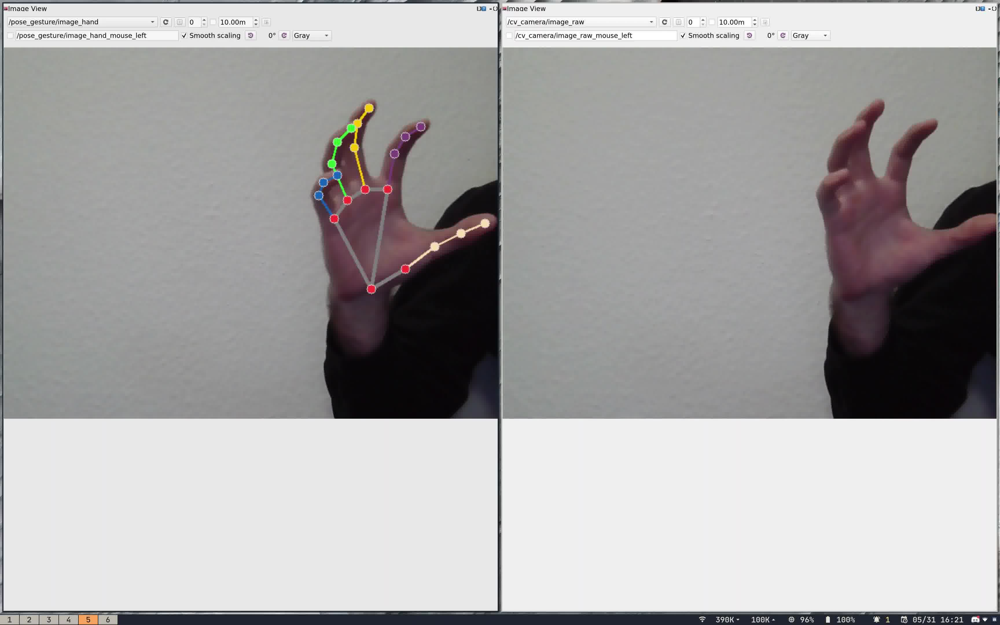 Image View
/pose_gesture/image_hand 0 10.00m
/pose_gesture/image_hand_mouse_left Smooth scaling 0° Gray
Image View
/cv_camera/image_raw 0 10.00m
/cv_camera/image_raw_mouse_left Smooth scaling 0° Gray
1 2 3 4 5 6 390K 100K 96% 100% 1 05/31 16:21